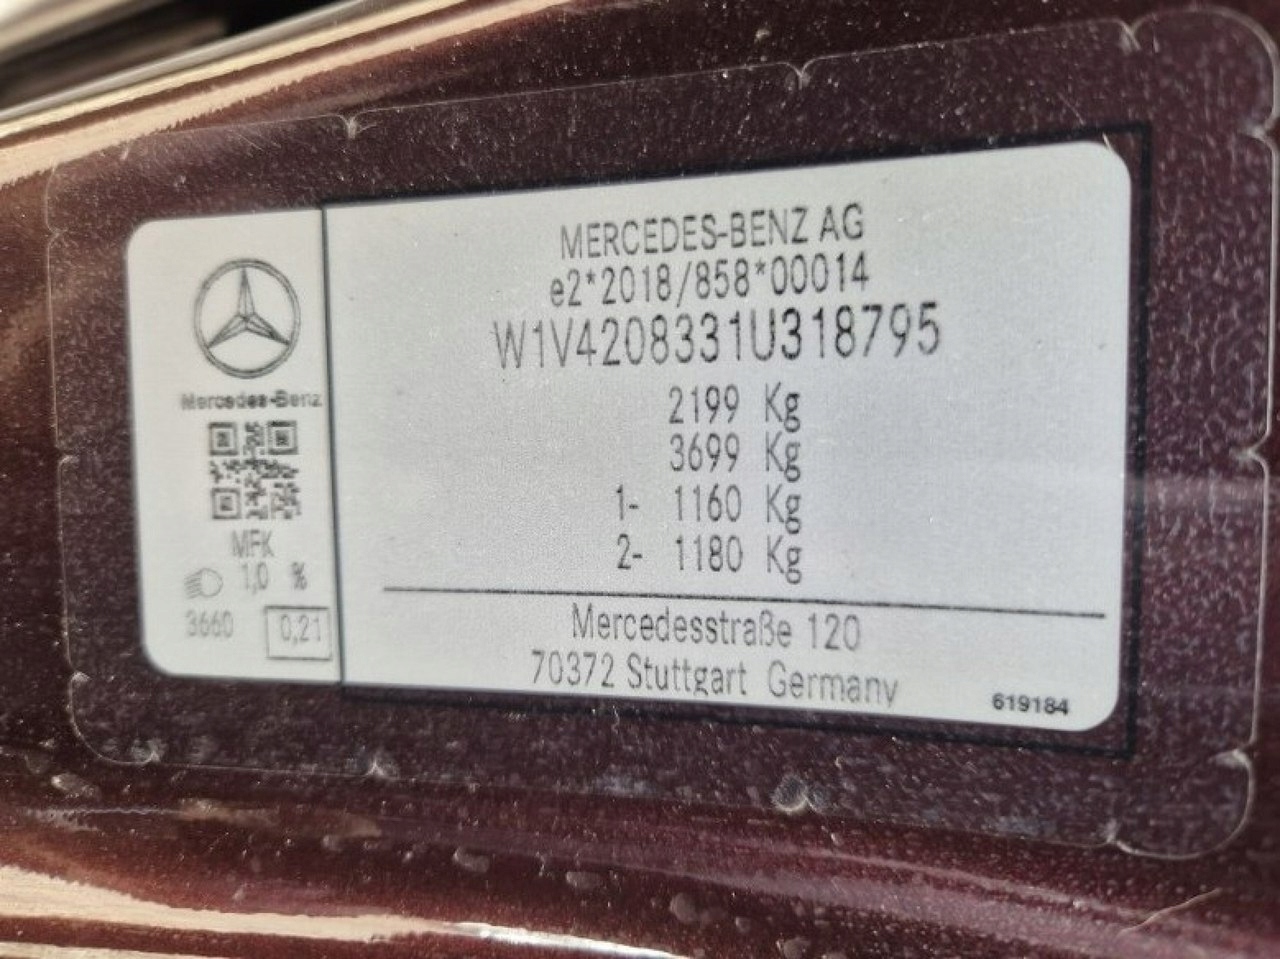 Mercedes-Benz
MFK
1,0 %
3660 0,21
MERCEDES-BENZ AG
e2*2018/858*00014
W1V4208331U318795
2199 Kg
3699 Kg
1- 1160 Kg
2- 1180 Kg
Mercedesstraße 120
70372 Stuttgart Germany
619184